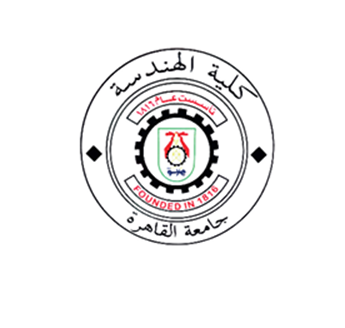 كلية الهندسة
تأسست عام ١٨١٦
FOUNDED IN 1816
جامعة القاهرة